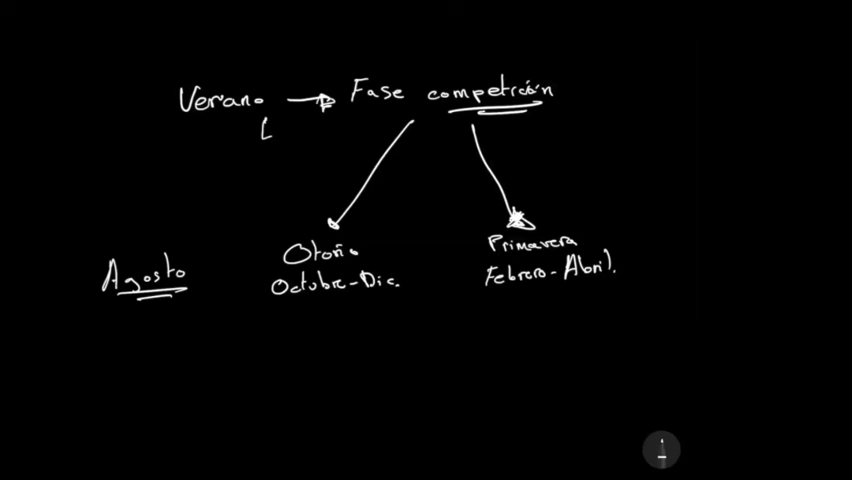 Verano → Fase competición
Otoño
Octubre-Dic.
Primavera
Febrero-Abril.
Agosto